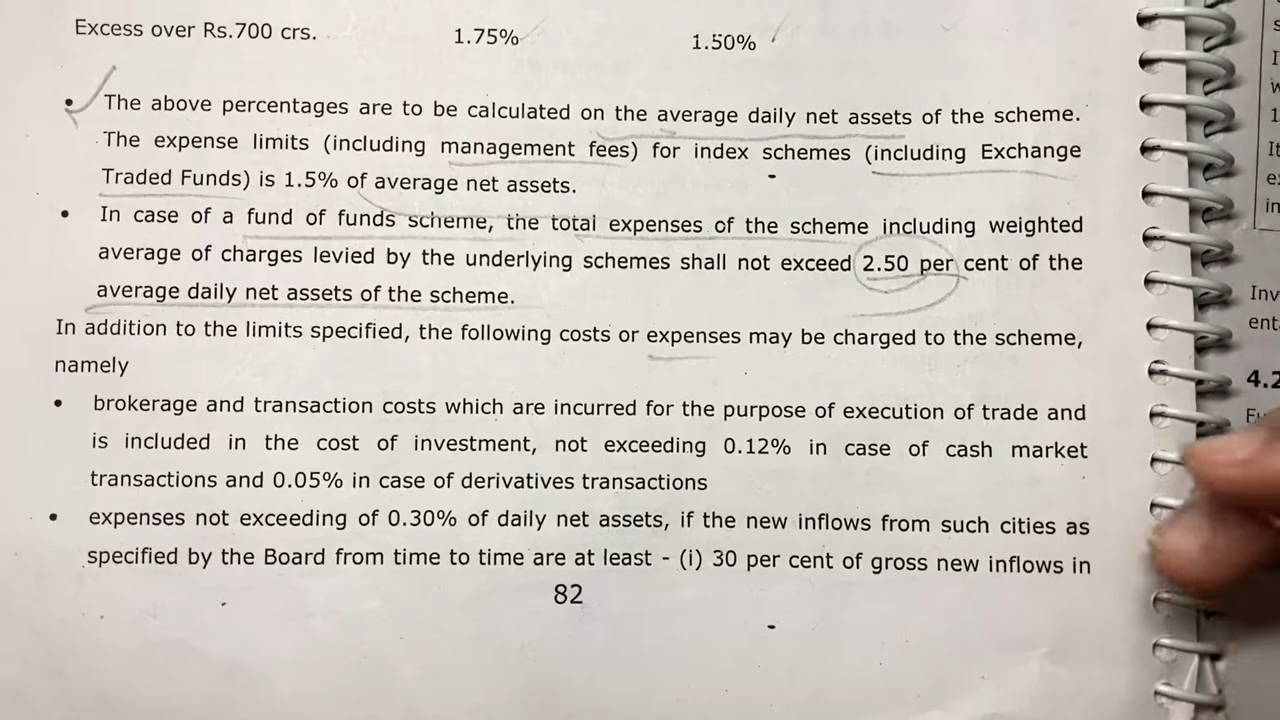 Excess over Rs.700 crs. 1.75% 1.50%
• The above percentages are to be calculated on the average daily net assets of the scheme.
The expense limits (including management fees) for index schemes (including Exchange
Traded Funds) is 1.5% of average net assets.
• In case of a fund of funds scheme, the total expenses of the scheme including weighted
average of charges levied by the underlying schemes shall not exceed 2.50 per cent of the
average daily net assets of the scheme.
In addition to the limits specified, the following costs or expenses may be charged to the scheme,
namely
• brokerage and transaction costs which are incurred for the purpose of execution of trade and
is included in the cost of investment, not exceeding 0.12% in case of cash market
transactions and 0.05% in case of derivatives transactions
• expenses not exceeding of 0.30% of daily net assets, if the new inflows from such cities as
specified by the Board from time to time are at least - (i) 30 per cent of gross new inflows in
82
Inv
ent
4.2